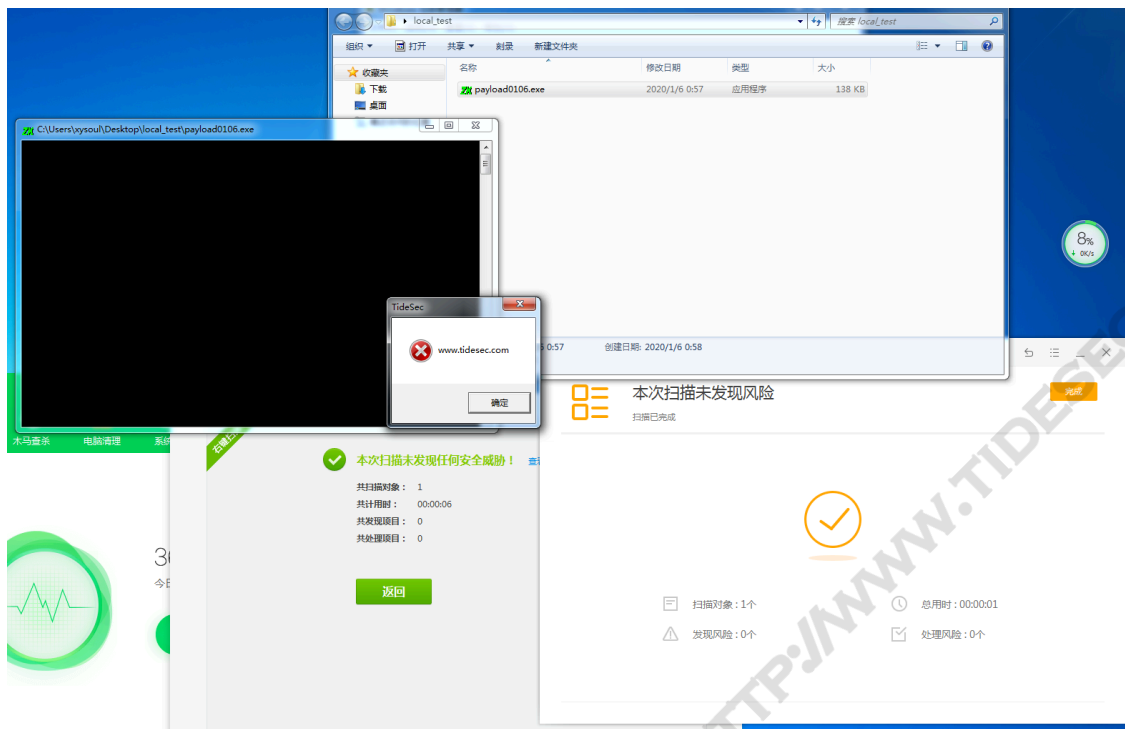 local_test
搜索 local_test
组织
打开
共享
刻录
新建文件夹
收藏夹
下载
桌面
名称
修改日期
类型
大小
payload0106.exe
2020/1/6 0:57
应用程序
138 KB
C:\Users\xysoul\Desktop\local_test\payload0106.exe
8%
0K/s
TideSec
www.tidesec.com
确定
0:57
创建日期: 2020/1/6 0:58
木马查杀
电脑清理
本次扫描未发现风险
扫描已完成
完成
本次扫描未发现任何安全威胁！
共扫描对象： 1
共计用时： 00:00:06
共发现项目： 0
共处理项目： 0
返回
扫描对象 : 1个
总用时 : 00:00:01
发现风险 : 0个
处理风险 : 0个
HTTP://WWW.TIDESEC